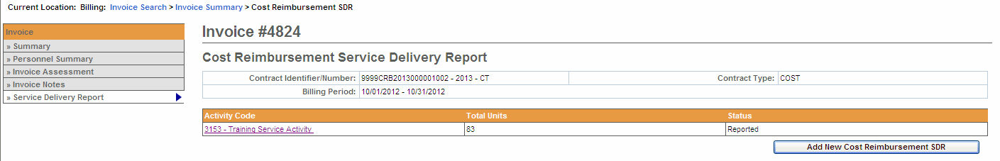 Current Location: Billing: Invoice Search > Invoice Summary > Cost Reimbursement SDR
Invoice
» Summary
» Personnel Summary
» Invoice Assessment
» Invoice Notes
» Service Delivery Report
Invoice #4824
Cost Reimbursement Service Delivery Report
Contract Identifier/Number: 9999CRB2013000001002 - 2013 - CT Contract Type: COST
Billing Period: 10/01/2012 - 10/31/2012
Activity Code Total Units Status
3153 - Training Service Activity 83 Reported
Add New Cost Reimbursement SDR